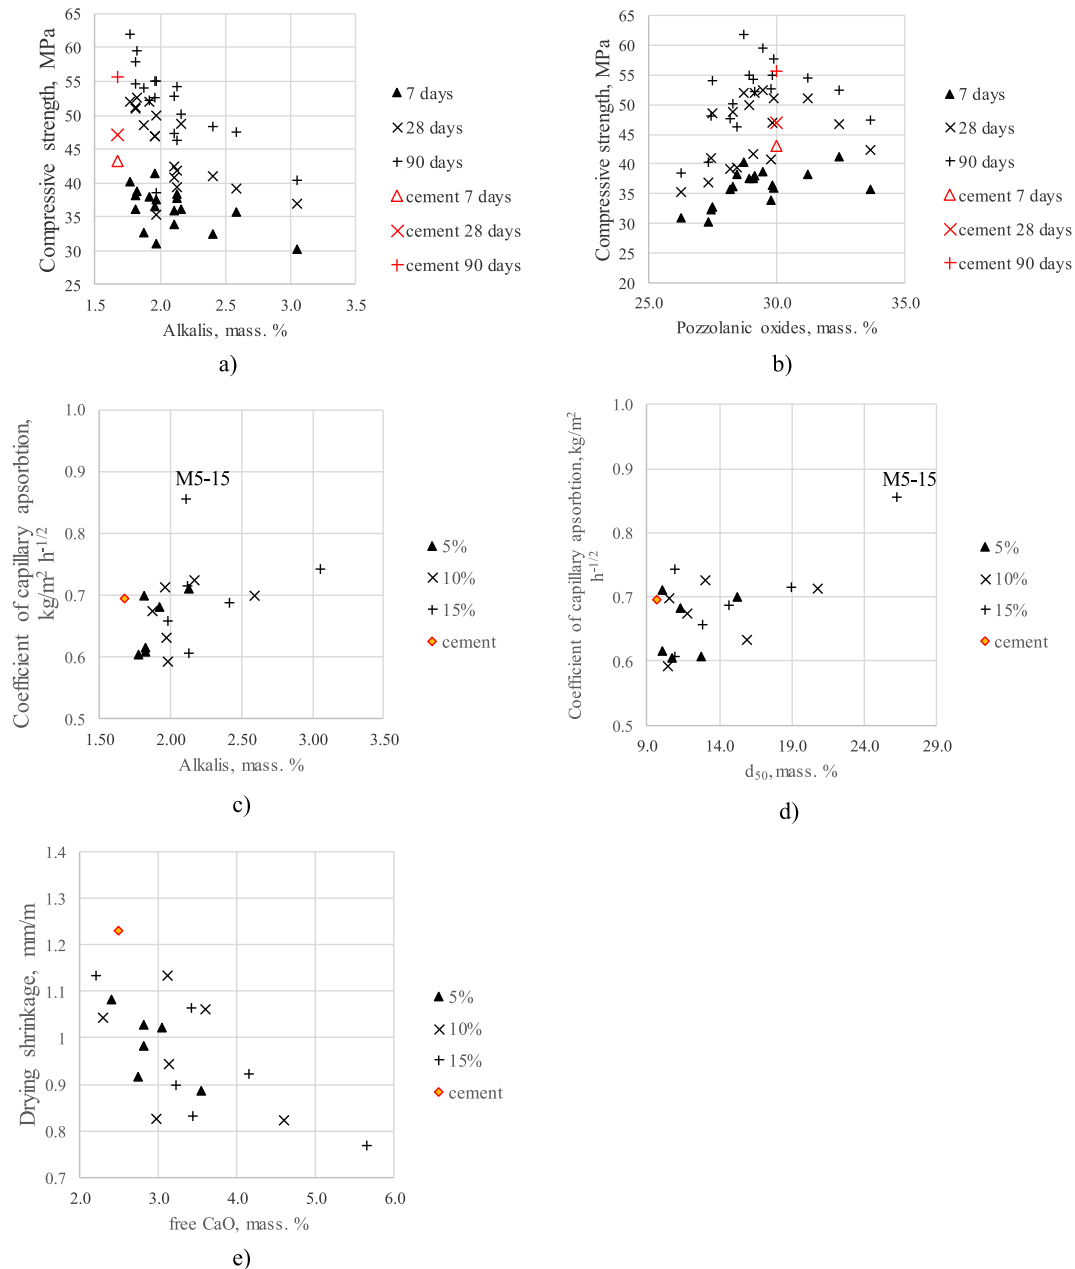 Compressive strength, MPa
65
60
55
50
45
40
35
30
25
1.5 2.0 2.5 3.0 3.5
Alkalis, mass. %
7 days
28 days
90 days
cement 7 days
cement 28 days
cement 90 days
a)
Compressive strength, MPa
65
60
55
50
45
40
35
30
25
20
25.0 30.0 35.0
Pozzolanic oxides, mass. %
7 days
28 days
90 days
cement 7 days
cement 28 days
cement 90 days
b)
Coefficient of capillary apsorbtion,
kg/m² h⁻¹/²
1.0
0.9
0.8
0.7
0.6
0.5
M5-15
1.50 2.00 2.50 3.00 3.50
Alkalis, mass. %
5%
10%
15%
cement
c)
Coefficient of capillary apsorbtion, kg/m²
h⁻¹/²
1.0
0.9
0.8
0.7
0.6
0.5
M5-15
9.0 14.0 19.0 24.0 29.0
d₅₀, mass. %
5%
10%
15%
cement
d)
Drying shrinkage, mm/m
1.4
1.3
1.2
1.1
1
0.9
0.8
0.7
2.0 3.0 4.0 5.0 6.0
free CaO, mass. %
5%
10%
15%
cement
e)